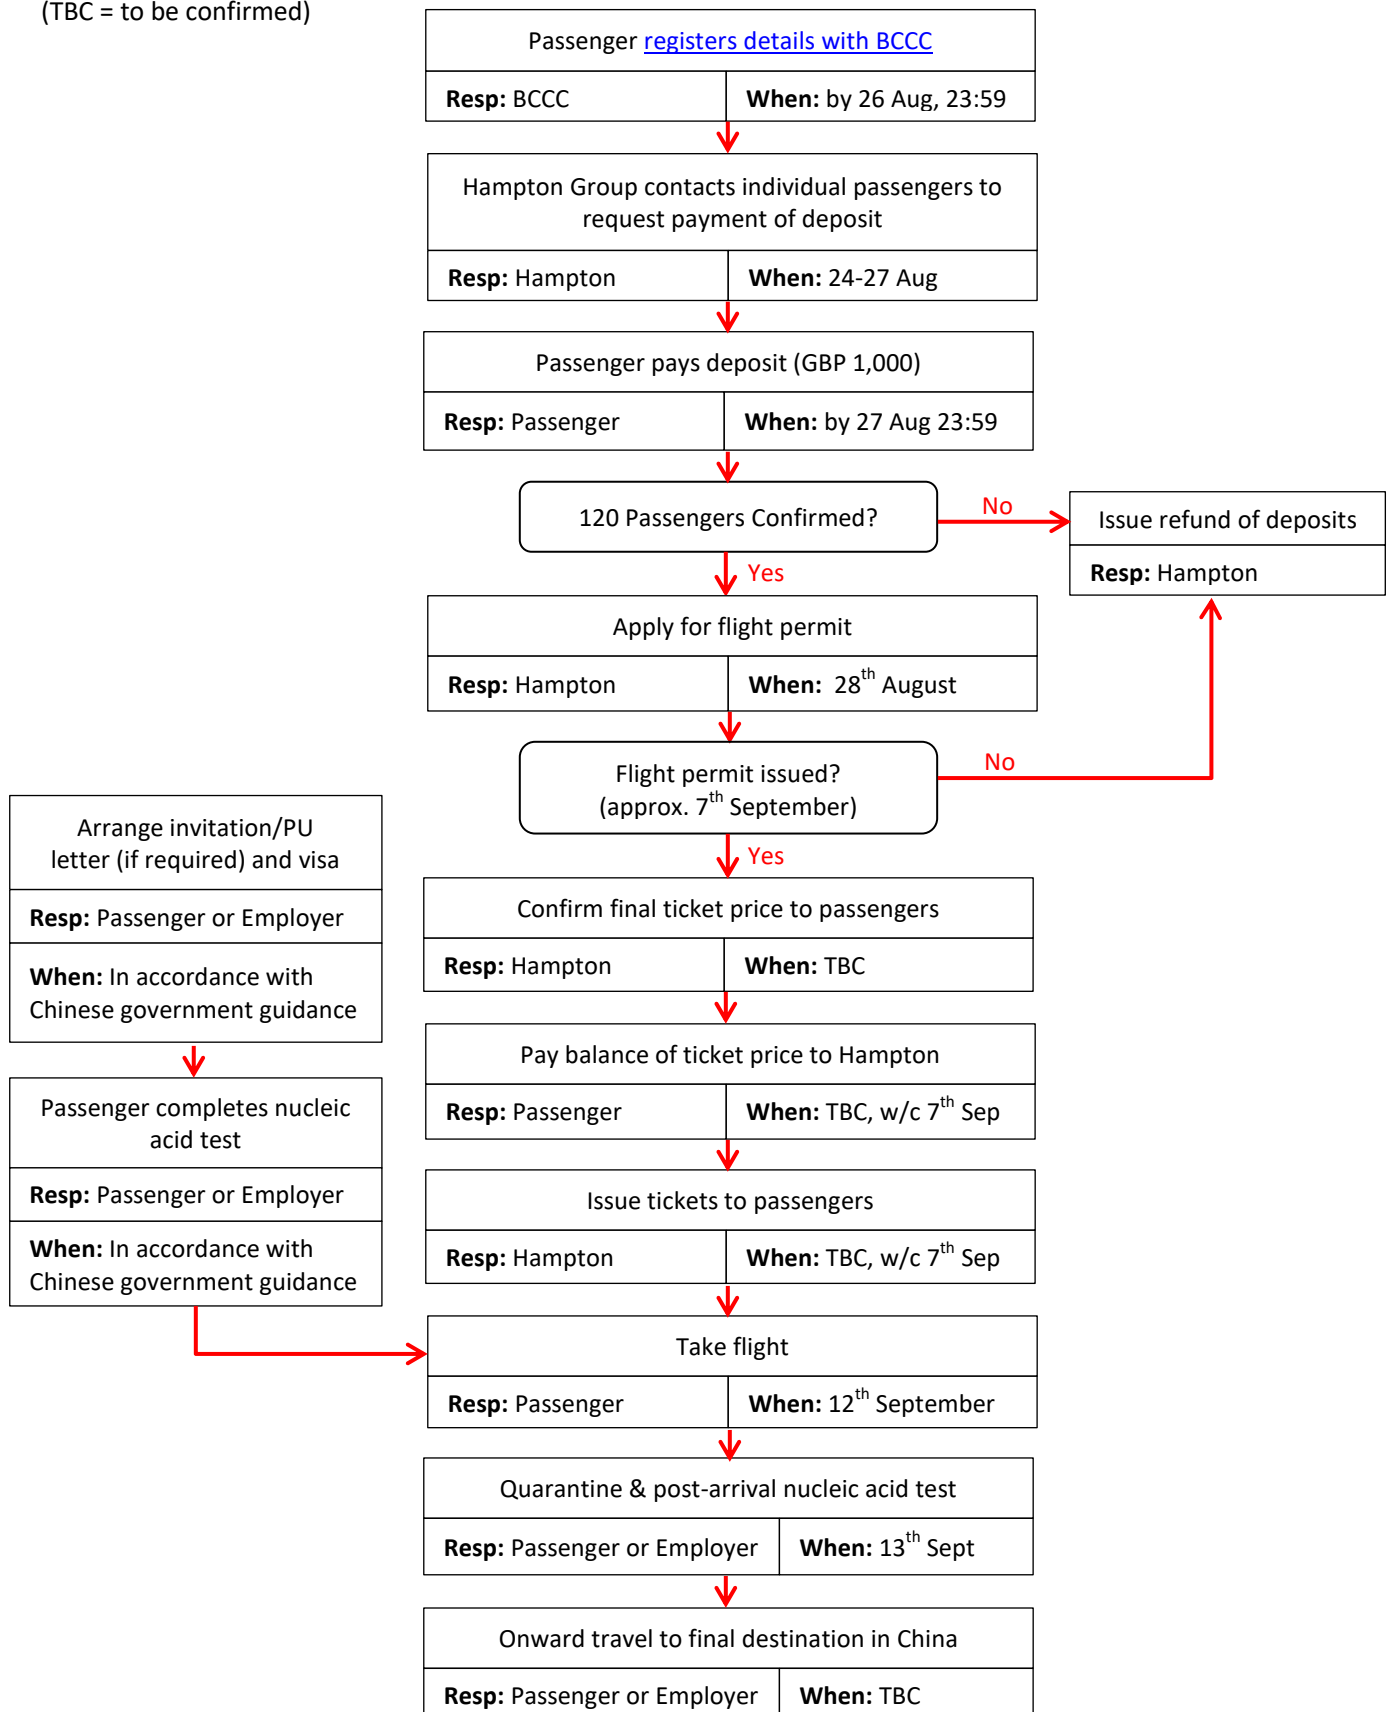 (TBC = to be confirmed)
Passenger registers details with BCCC
Resp: BCCC
When: by 26 Aug, 23:59
Hampton Group contacts individual passengers to
request payment of deposit
Resp: Hampton
When: 24-27 Aug
Passenger pays deposit (GBP 1,000)
Resp: Passenger
When: by 27 Aug 23:59
120 Passengers Confirmed?
No
Issue refund of deposits
Resp: Hampton
Yes
Apply for flight permit
Resp: Hampton
When: 28th August
Flight permit issued?
(approx. 7th September)
No
Yes
Arrange invitation/PU
letter (if required) and visa
Resp: Passenger or Employer
When: In accordance with
Chinese government guidance
Passenger completes nucleic
acid test
Resp: Passenger or Employer
When: In accordance with
Chinese government guidance
Confirm final ticket price to passengers
Resp: Hampton
When: TBC
Pay balance of ticket price to Hampton
Resp: Passenger
When: TBC, w/c 7th Sep
Issue tickets to passengers
Resp: Hampton
When: TBC, w/c 7th Sep
Take flight
Resp: Passenger
When: 12th September
Quarantine & post-arrival nucleic acid test
Resp: Passenger or Employer
When: 13th Sept
Onward travel to final destination in China
Resp: Passenger or Employer
When: TBC